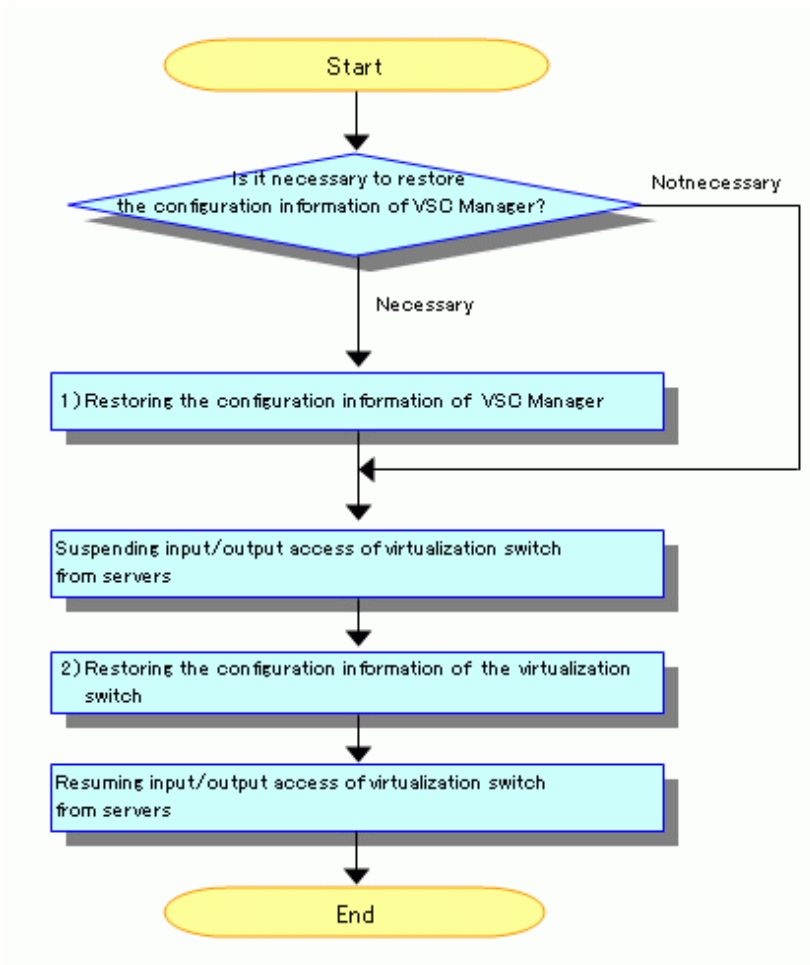 Start
Is it necessary to restore
the configuration information of VSC Manager?
Notnecessary
Necessary
1)Restoring the configuration information of VSC Manager
Suspending input/output access of virtualization switch
from servers
2)Restoring the configuration information of the virtualization
switch
Resuming input/output access of virtualization switch
from servers
End